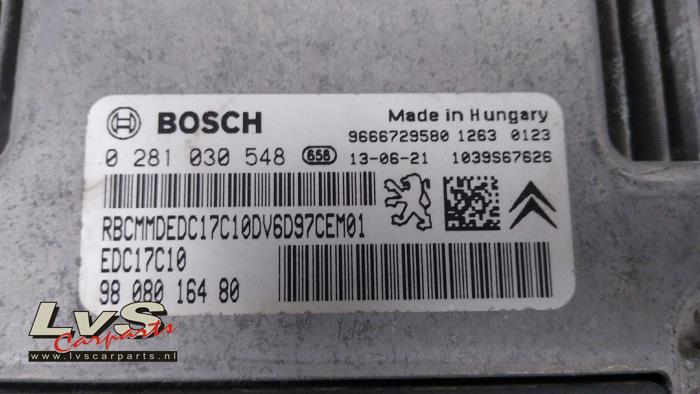 BOSCH
Made in Hungary
9666729580 1263 0123
0 281 030 548 658 13-06-21 1039S67626
RBCMMDEDC17C10DV6D97CEM01
EDC17C10
98 080 164 80
LvS
Carparts
www.lvscarparts.nl